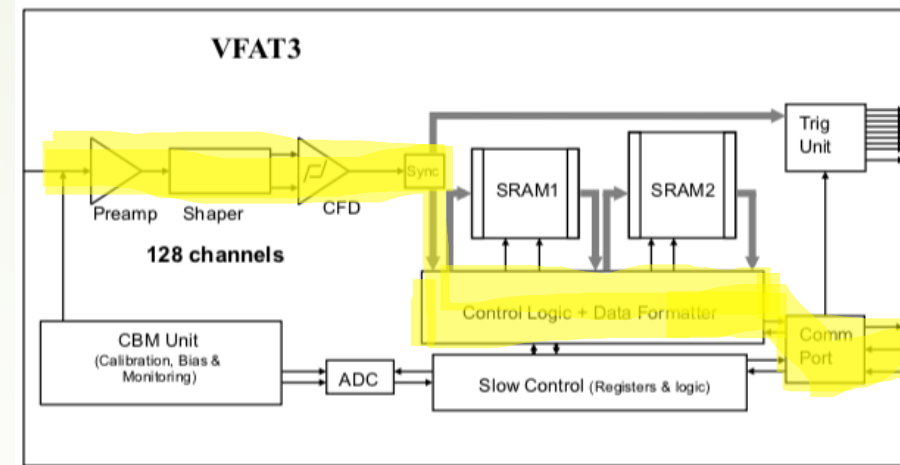 VFAT3
Trig
Unit
Sync
SRAM1
SRAM2
Preamp
Shaper
CFD
128 channels
Control Logic + Data Formatter
Comm
Port
CBM Unit
(Calibration, Bias &
Monitoring)
ADC
Slow Control (Registers & logic)